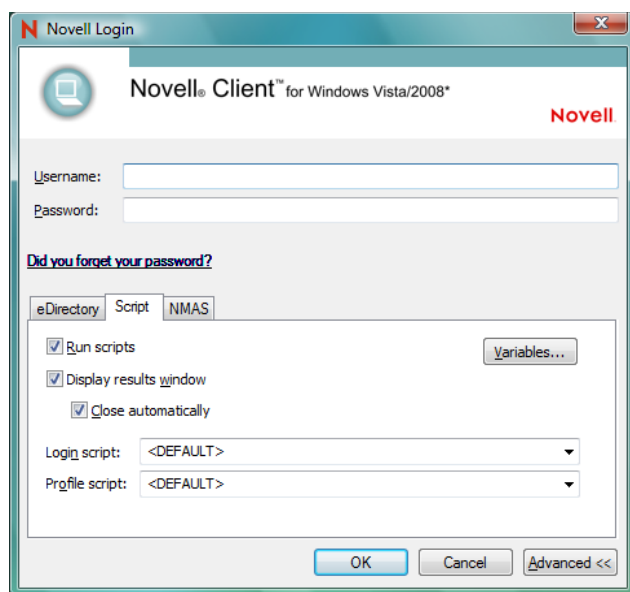 Novell Login
Novell® Client™ for Windows Vista/2008*
Novell
Username:
Password:
Did you forget your password?
eDirectory Script NMAS
Run scripts Variables...
Display results window
Close automatically
Login script: <DEFAULT>
Profile script: <DEFAULT>
OK Cancel Advanced <<